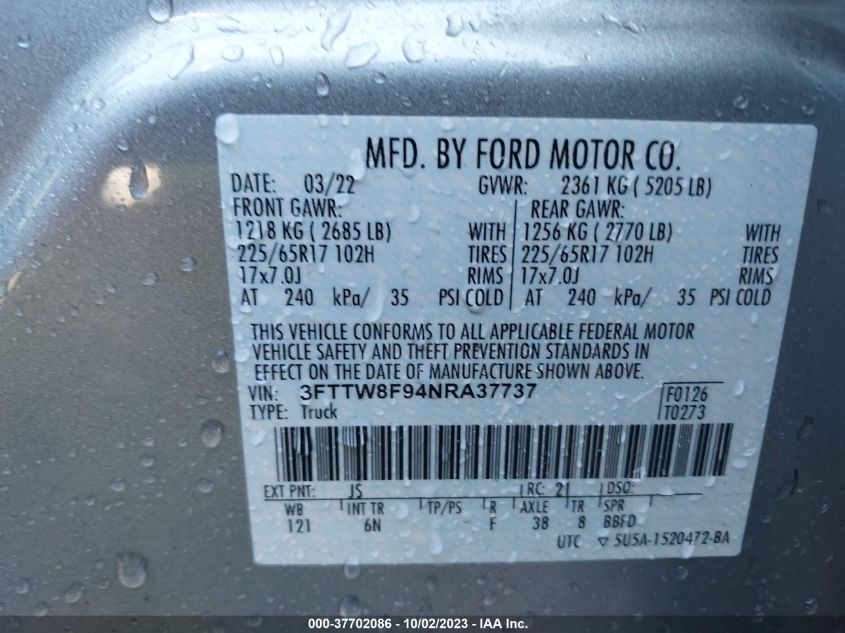 MFD. BY FORD MOTOR CO.
DATE: 03/22 GVWR: 2361 KG ( 5205 LB)
FRONT GAWR: REAR GAWR:
1218 KG ( 2685 LB) WITH 1256 KG ( 2770 LB) WITH
225/65R17 102H TIRES 225/65R17 102H TIRES
17x7.0J RIMS 17x7.0J RIMS
AT 240 kPa/ 35 PSI COLD AT 240 kPa/ 35 PSI COLD
THIS VEHICLE CONFORMS TO ALL APPLICABLE FEDERAL MOTOR
VEHICLE SAFETY AND THEFT PREVENTION STANDARDS IN
EFFECT ON THE DATE OF MANUFACTURE SHOWN ABOVE.
VIN: 3FTTW8F94NRA37737 F0126
TYPE: Truck T0273
EXT PNT: JS RC: 21 DSO:
WB INT TR TP/PS R AXLE TR SPR
121 6N - F 38 8 BBFD
UTC ▽ 5U5A-1520472-BA
000-37702086 - 10/02/2023 - IAA Inc.